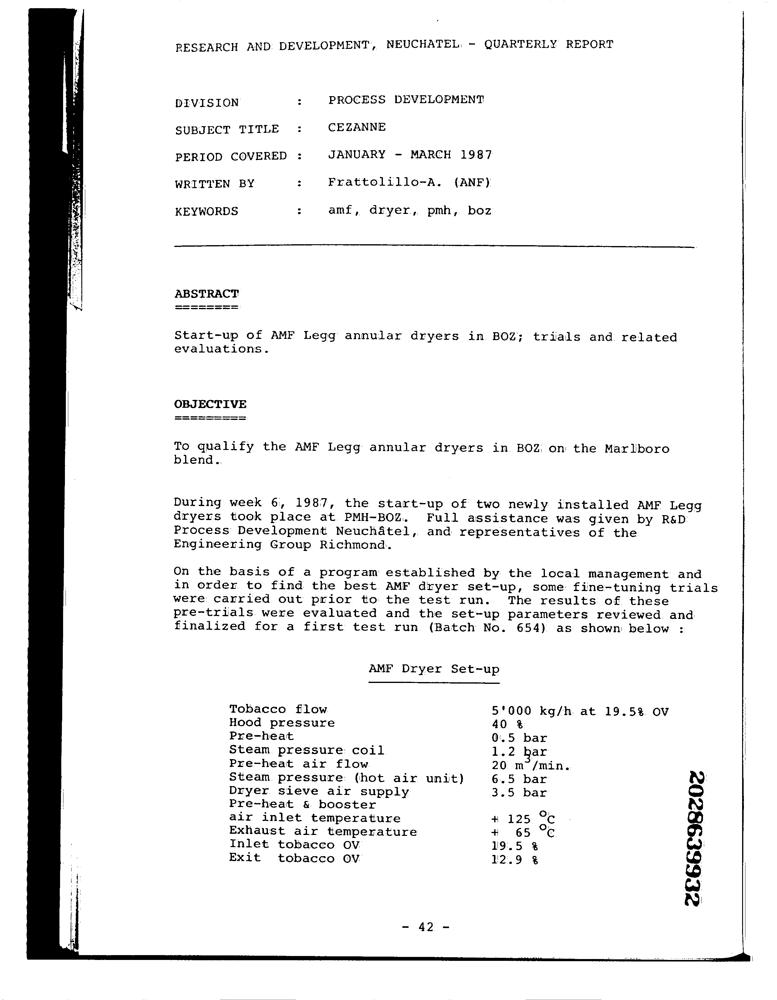 RESEARCH AND DEVELOPMENT, NEUCHATEL - QUARTERLY REPORT
DIVISION : PROCESS DEVELOPMENT
SUBJECT TITLE : CEZANNE
PERIOD COVERED : JANUARY - MARCH 1987
WRITTEN BY : Frattolillo-A. (ANF)
KEYWORDS : amf, dryer, pmh, boz
ABSTRACT
========
Start-up of AMF Legg annular dryers in BOZ; trials and related
evaluations.
OBJECTIVE
=========
To qualify the AMF Legg annular dryers in BOZ on the Marlboro
blend.
During week 6, 1987, the start-up of two newly installed AMF Legg
dryers took place at PMH-BOZ. Full assistance was given by R&D
Process Development Neuchâtel, and representatives of the
Engineering Group Richmond.
On the basis of a program established by the local management and
in order to find the best AMF dryer set-up, some fine-tuning trials
were carried out prior to the test run. The results of these
pre-trials were evaluated and the set-up parameters reviewed and
finalized for a first test run (Batch No. 654) as shown below :
AMF Dryer Set-up
Tobacco flow 5'000 kg/h at 19.5% OV
Hood pressure 40 %
Pre-heat 0.5 bar
Steam pressure coil 1.2 bar
Pre-heat air flow 20 m³/min.
Steam pressure (hot air unit) 6.5 bar
Dryer sieve air supply 3.5 bar
Pre-heat & booster
air inlet temperature + 125 °C
Exhaust air temperature + 65 °C
Inlet tobacco OV 19.5 %
Exit tobacco OV 12.9 %
2028639932
- 42 -